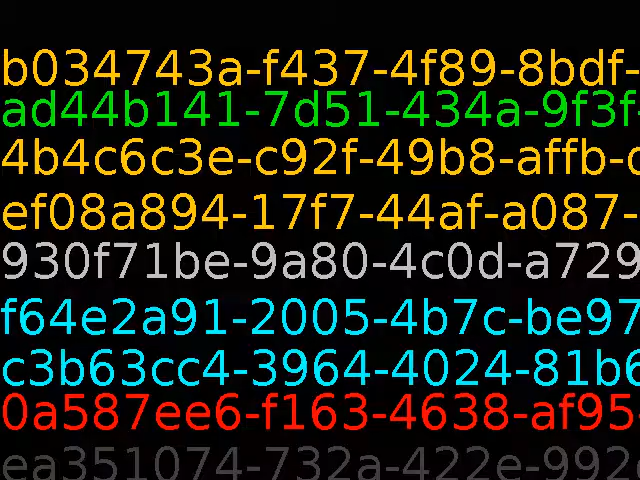 b034743a-f437-4f89-8bdf-
ad44b141-7d51-434a-9f3f-
4b4c6c3e-c92f-49b8-affb-
ef08a894-17f7-44af-a087-
930f71be-9a80-4c0d-a729
f64e2a91-2005-4b7c-be97
c3b63cc4-3964-4024-81b6
0a587ee6-f163-4638-af95
ea351074-732a-422e-992